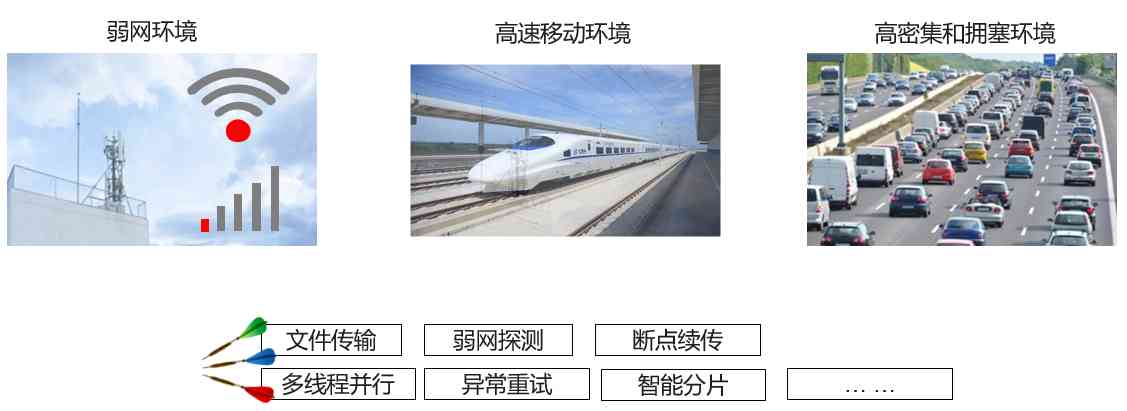 弱网环境
高速移动环境
高密集和拥塞环境
文件传输
弱网探测
断点续传
多线程并行
异常重试
智能分片
... ...